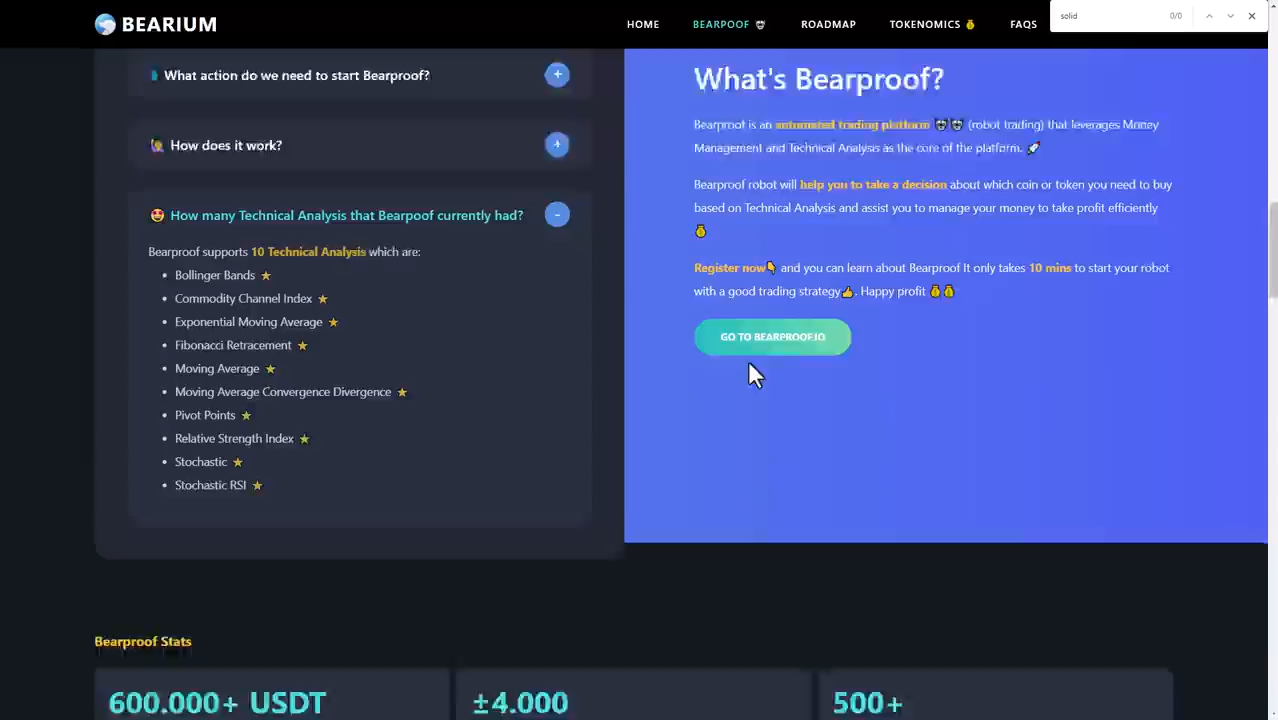 BEARIUM
HOME BEARPOOF ROADMAP TOKENOMICS FAQS
solid 0/0
What action do we need to start Bearproof?
How does it work?
How many Technical Analysis that Bearpoof currently had?
Bearproof supports 10 Technical Analysis which are:
Bollinger Bands
Commodity Channel Index
Exponential Moving Average
Fibonacci Retracement
Moving Average
Moving Average Convergence Divergence
Pivot Points
Relative Strength Index
Stochastic
Stochastic RSI
What's Bearproof?
Bearproof is an automated trading platform (robot trading) that leverages Money
Management and Technical Analysis as the core of the platform.
Bearproof robot will help you to take a decision about which coin or token you need to buy
based on Technical Analysis and assist you to manage your money to take profit efficiently
Register now and you can learn about Bearproof It only takes 10 mins to start your robot
with a good trading strategy. Happy profit
GO TO BEARPROOF.IO
Bearproof Stats
600.000+ USDT
±4.000
500+